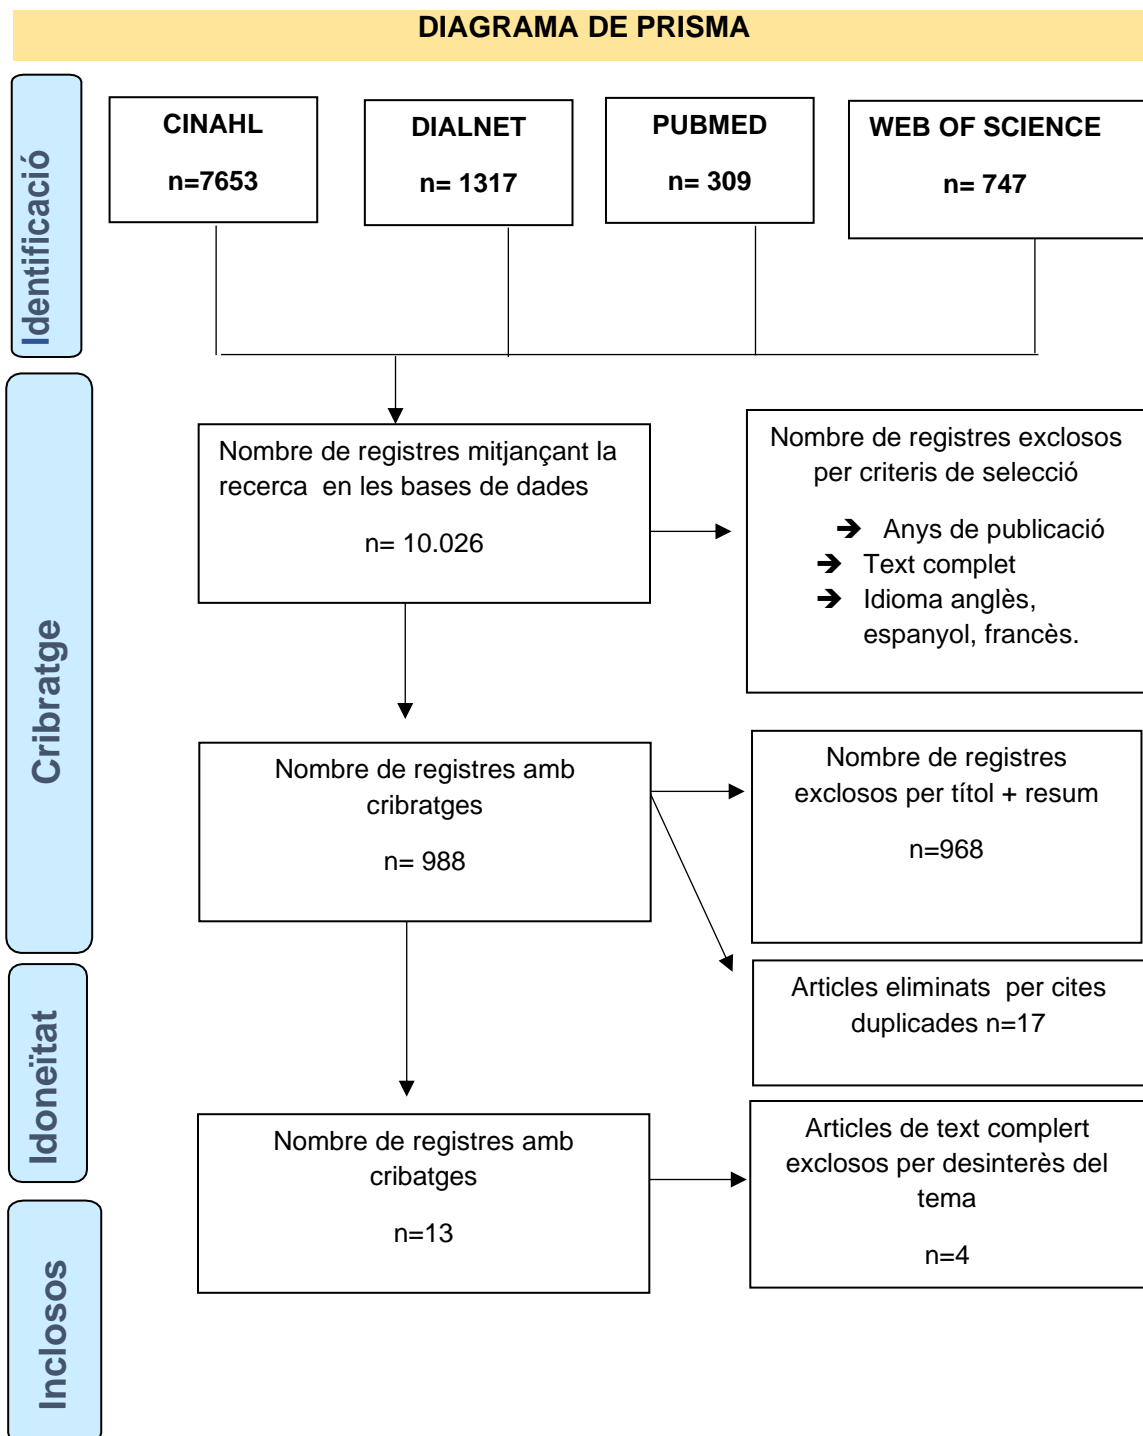 DIAGRAMA DE PRISMA
Identificació
CINAHL
n=7653
DIALNET
n= 1317
PUBMED
n= 309
WEB OF SCIENCE
n= 747
Cribratge
Nombre de registres mitjançant la
recerca en les bases de dades
n= 10.026
Nombre de registres exclosos
per criteris de selecció
➔ Anys de publicació
➔ Text complet
➔ Idioma anglès,
espanyol, francès.
Nombre de registres amb
cribratges
n= 988
Nombre de registres
exclosos per títol + resum
n=968
Articles eliminats per cites
duplicades n=17
Idoneïtat
Nombre de registres amb
cribatges
n=13
Articles de text complert
exclosos per desinterès del
tema
n=4
Inclosos